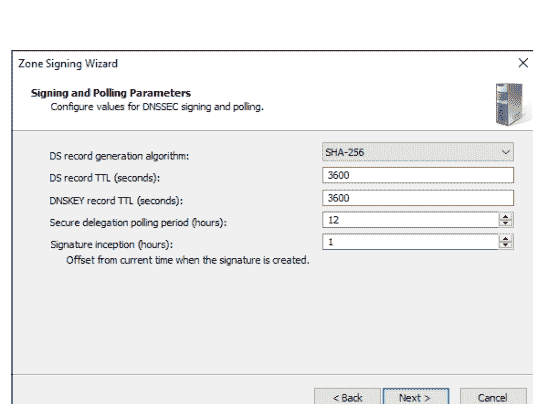 Zone Signing Wizard
Signing and Polling Parameters
Configure values for DNSSEC signing and polling.
DS record generation algorithm: SHA-256
DS record TTL (seconds): 3600
DNSKEY record TTL (seconds): 3600
Secure delegation polling period (hours): 12
Signature inception (hours): 1
Offset from current time when the signature is created.
< Back Next > Cancel